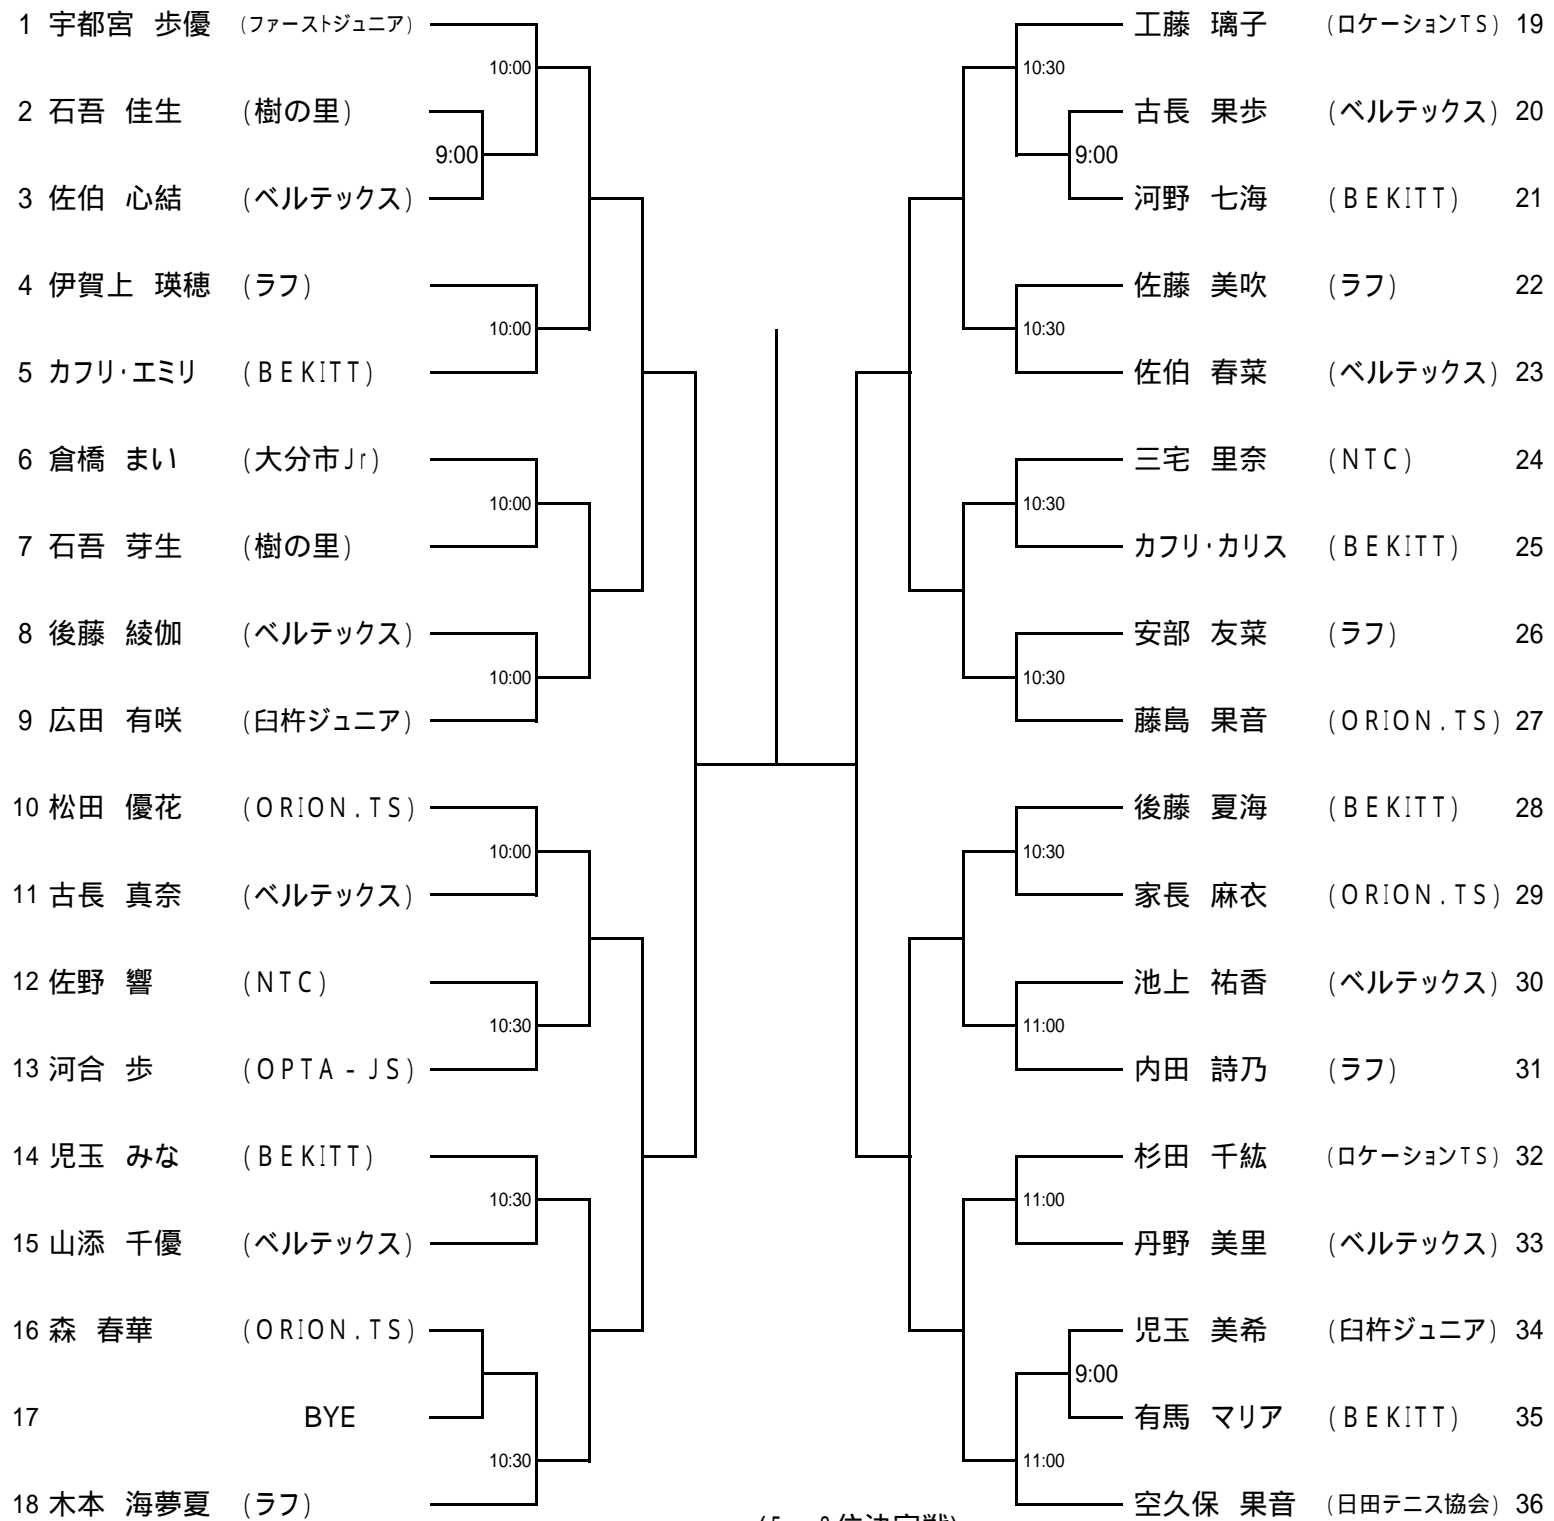 1 宇都宮 歩優 (ファーストジュニア)
10:00
2 石吾 佳生 (樹の里)
9:00
3 佐伯 心結 (ベルテックス)
4 伊賀上 瑛穂 (ラフ)
10:00
5 カフリ・エミリ (BEKITT)
6 倉橋 まい (大分市Jr)
10:00
7 石吾 芽生 (樹の里)
8 後藤 綾伽 (ベルテックス)
10:00
9 広田 有咲 (臼杵ジュニア)
10 松田 優花 (ORION.TS)
10:00
11 古長 真奈 (ベルテックス)
12 佐野 響 (NTC)
10:30
13 河合 歩 (OPTA-JS)
14 児玉 みな (BEKITT)
10:30
15 山添 千優 (ベルテックス)
16 森 春華 (ORION.TS)
17 BYE
10:30
18 木本 海夢夏 (ラフ)
工藤 璃子 (ロケーションTS) 19
10:30
古長 果歩 (ベルテックス) 20
9:00
河野 七海 (BEKITT) 21
佐藤 美吹 (ラフ) 22
10:30
佐伯 春菜 (ベルテックス) 23
三宅 里奈 (NTC) 24
10:30
カフリ・カリス (BEKITT) 25
安部 友菜 (ラフ) 26
10:30
藤島 果音 (ORION.TS) 27
後藤 夏海 (BEKITT) 28
10:30
家長 麻衣 (ORION.TS) 29
池上 祐香 (ベルテックス) 30
11:00
内田 詩乃 (ラフ) 31
杉田 千紘 (ロケーションTS) 32
11:00
丹野 美里 (ベルテックス) 33
児玉 美希 (臼杵ジュニア) 34
9:00
有馬 マリア (BEKITT) 35
11:00
空久保 果音 (日田テニス協会) 36